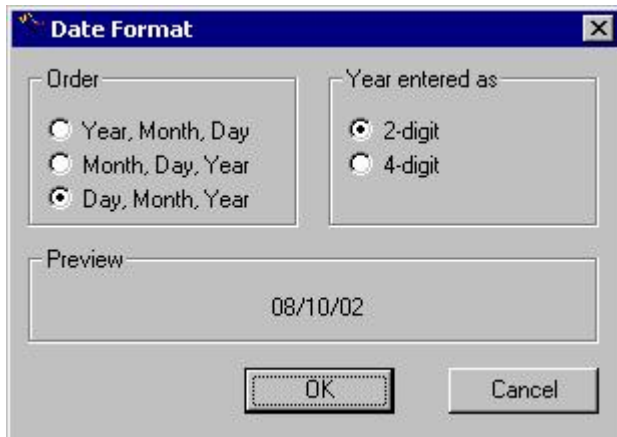 Date Format
Order
Year, Month, Day
Month, Day, Year
Day, Month, Year
Year entered as
2-digit
4-digit
Preview
08/10/02
OK
Cancel